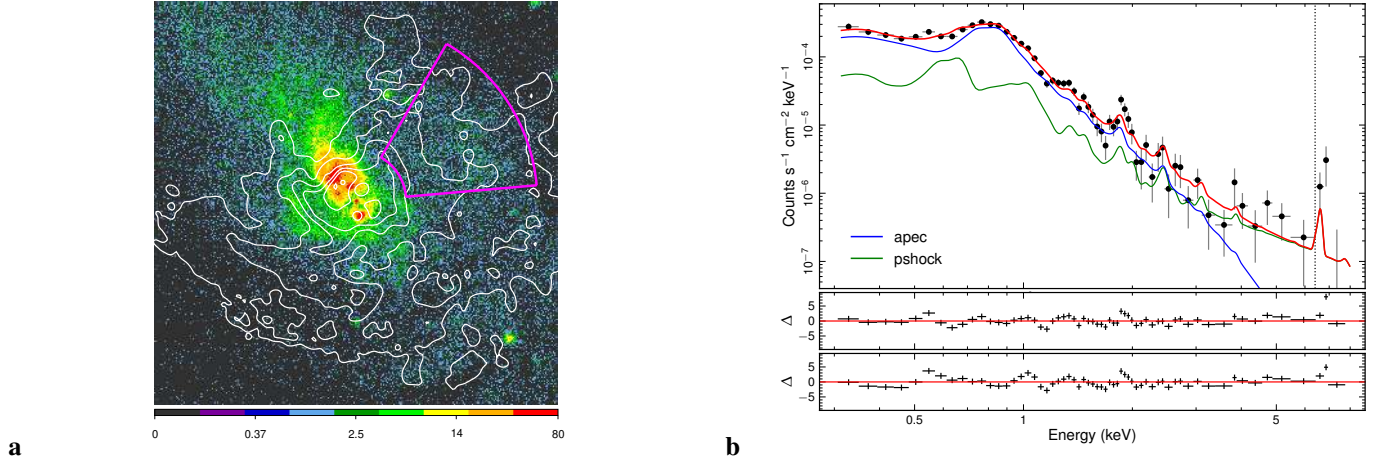 0 0.37 2.5 14 80
a
Counts s⁻¹ cm⁻² keV⁻¹
10⁻⁴
10⁻⁵
10⁻⁶
10⁻⁷
apec
pshock
Δ
5
0
−5
Δ
5
0
−5
0.5 1 2 5
Energy (keV)
b